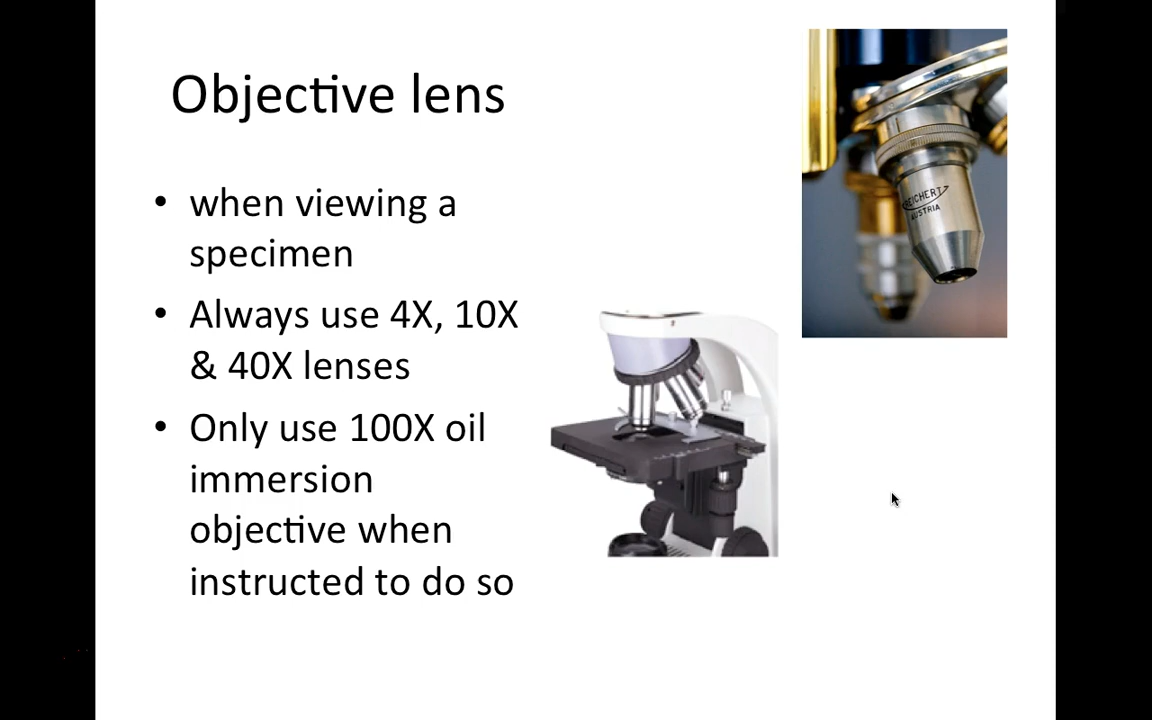 Objective lens
• when viewing a
specimen
• Always use 4X, 10X
& 40X lenses
• Only use 100X oil
immersion
objective when
instructed to do so
REICHERT
AUSTRIA